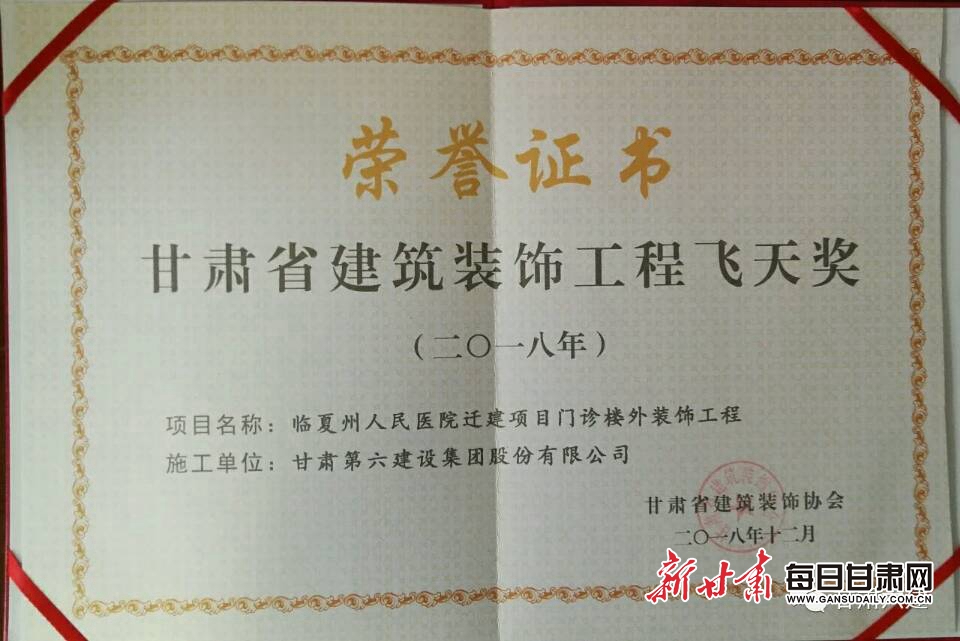 荣誉证书
甘肃省建筑装饰工程飞天奖
（二〇一八年）
项目名称：临夏州人民医院迁建项目门诊楼外装饰工程
施工单位：甘肃第六建设集团股份有限公司
甘肃省建筑装饰协会
二〇一八年十二月
新甘肃 每日甘肃网
WWW.GANSUDAILY.COM.CN